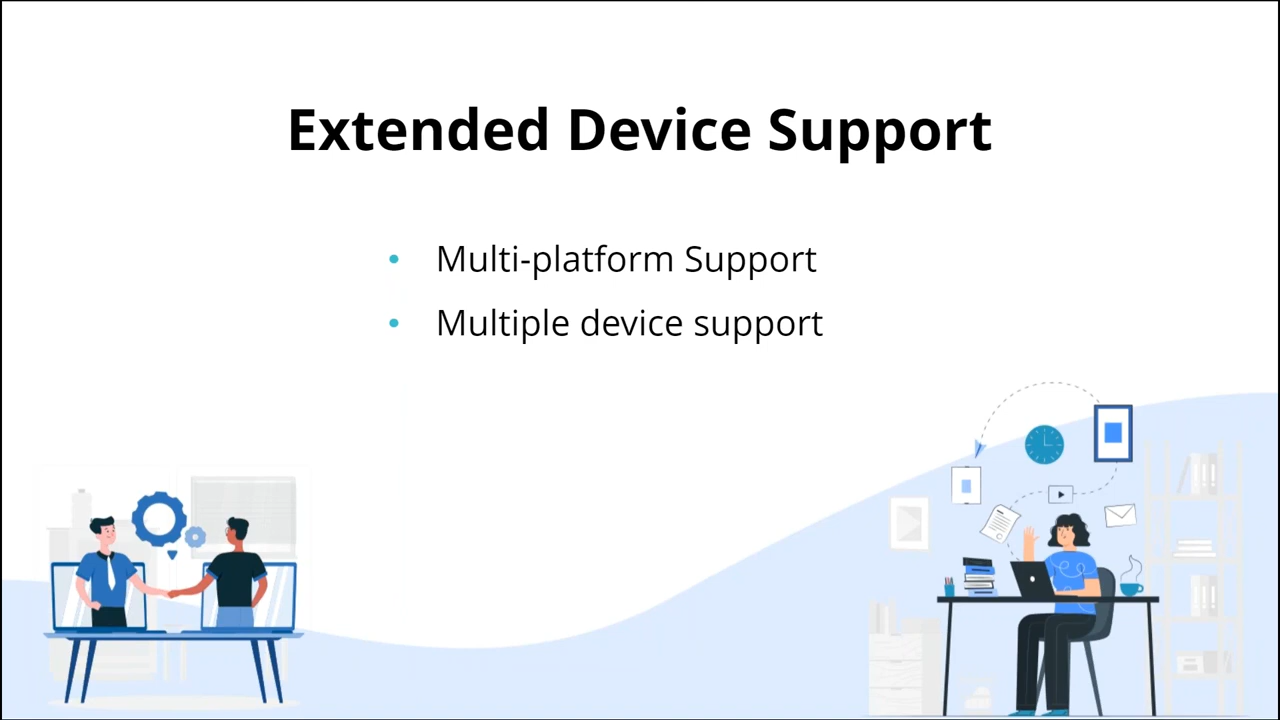 Extended Device Support
• Multi-platform Support
• Multiple device support